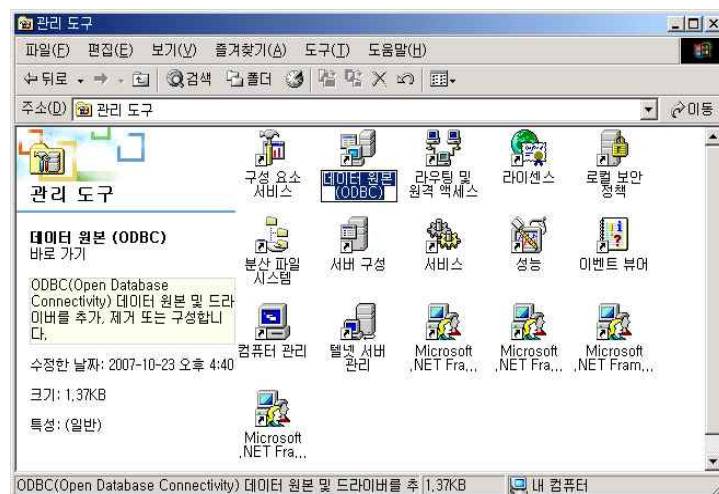 관리 도구
파일(F) 편집(E) 보기(V) 즐겨찾기(A) 도구(T) 도움말(H)
뒤로 검색 폴더
주소(D) 관리 도구 이동
관리 도구
데이터 원본 (ODBC)
바로 가기
ODBC(Open Database
Connectivity) 데이터 원본 및 드라
이버를 추가, 제거 또는 구성합니
다.
수정한 날짜: 2007-10-23 오후 4:40
크기: 1,37KB
특성: (일반)
구성 요소
서비스
데이터 원본
(ODBC)
라우팅 및
원격 액세스
라이센스
로컬 보안
정책
분산 파일
시스템
서버 구성
서비스
성능
이벤트 뷰어
컴퓨터 관리
텔넷 서버
관리
Microsoft
.NET Fra...
Microsoft
.NET Fra...
Microsoft
.NET Fram...
Microsoft
.NET Fra...
ODBC(Open Database Connectivity) 데이터 원본 및 드라이버를 추 1,37KB 내 컴퓨터